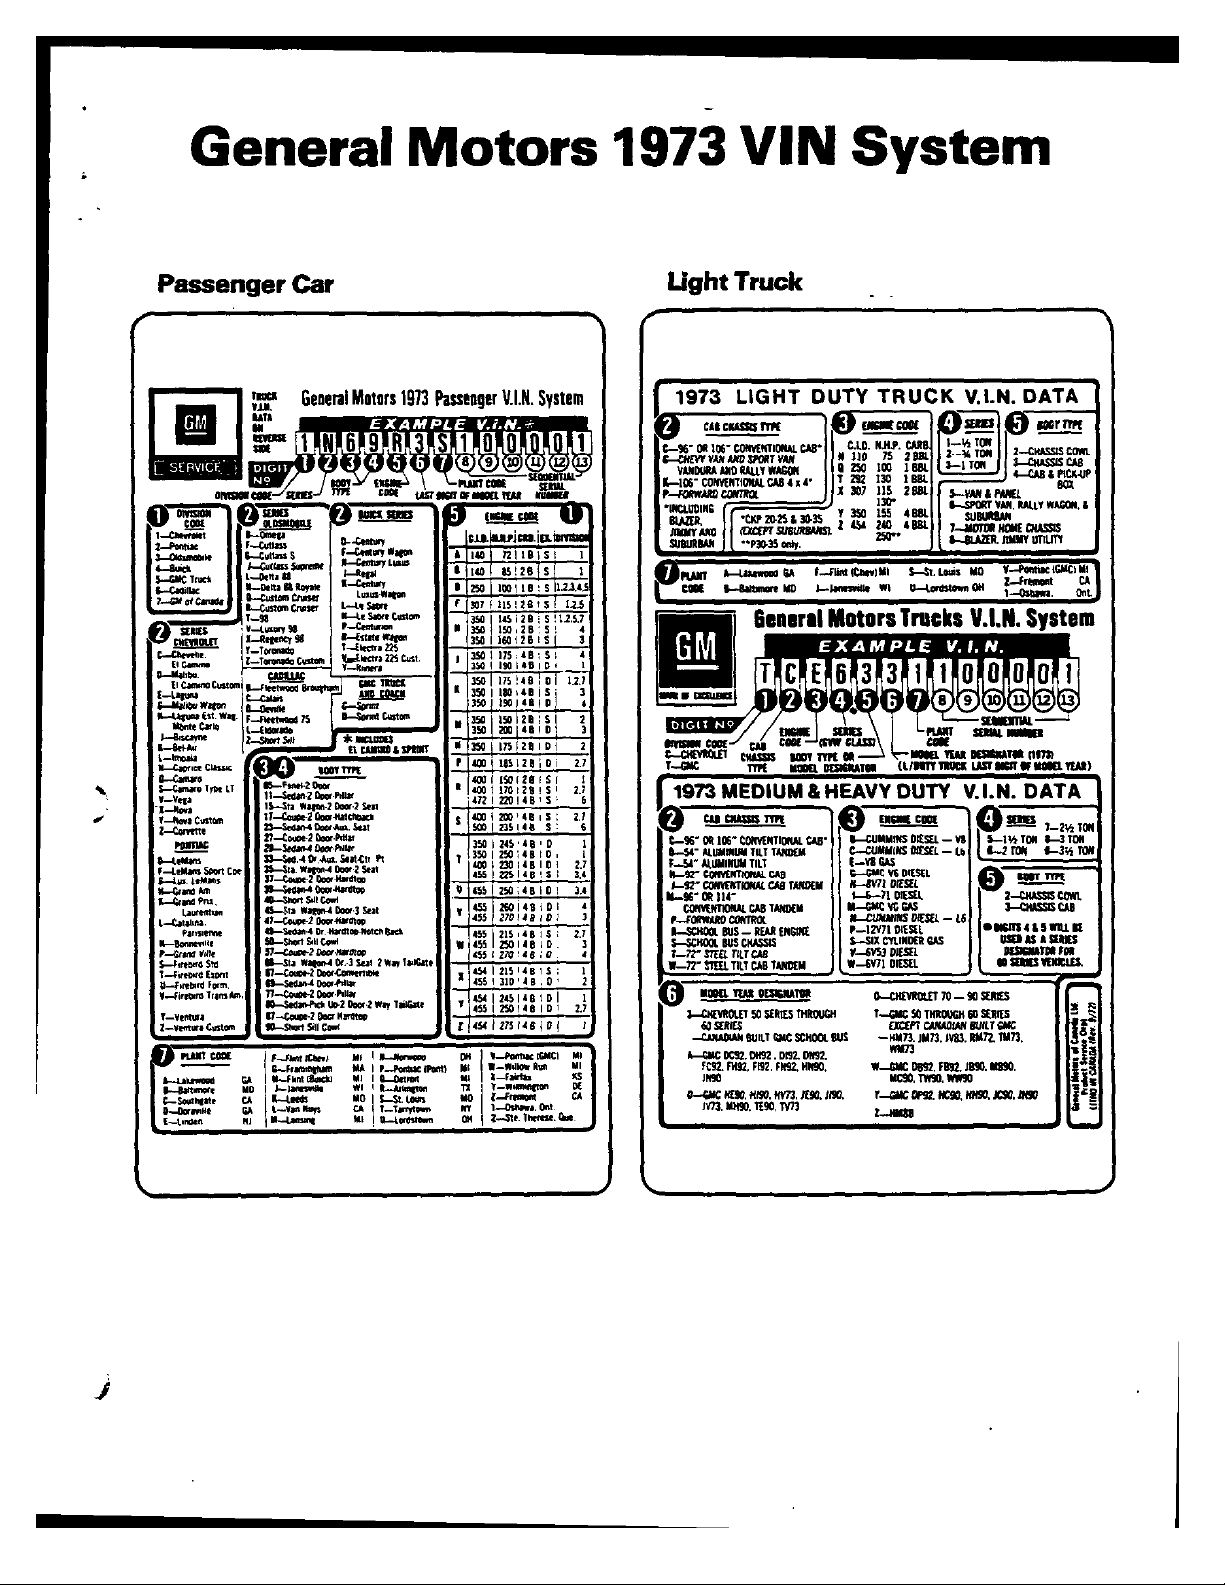 General Motors 1973 VIN System
Passenger Car
Light Truck
TRUCK
V.I.N.
DATA
ON
REVERSE
SIDE
GM
SERVICE
General Motors 1973 Passenger V.I.N. System
EXAMPLE V.I.N.
1 N 6 9 R 3 S 1 0 0 0 0 1
DIGIT Nº 1 2 3 4 5 6 7 8 9 10 11 12 13
DIVISION CODE SERIES BODY TYPE ENGINE CODE LAST DIGIT OF MODEL YEAR PLANT CODE SEQUENTIAL SERIAL NUMBER
1 DIVISION CODE
1—Chevrolet
2—Pontiac
3—Oldsmobile
4—Buick
5—GMC Truck
6—Cadillac
7—GM of Canada
2 SERIES
CHEVROLET
C—Chevelle.
El Camino
D—Malibu.
El Camino Custom
E—Laguna
G—Malibu Wagon
H—Laguna Est. Wag.
Monte Carlo
J—Biscayne
K—Bel-Air
L—Impala
N—Caprice Classic
Q—Camaro
S—Camaro Type LT
V—Vega
X—Nova
Y—Nova Custom
Z—Corvette
PONTIAC
D—LeMans
F—LeMans Sport Cpe
G—Lux. LeMans
H—Grand Am
K—Grand Prix.
Laurentian
L—Catalina.
Parisienne
N—Bonneville
P—Grand Ville
S—Firebird Std
T—Firebird Esprit
U—Firebird Form.
V—Firebird Trans Am.
T—Ventura
Z—Ventura Custom
2 SERIES
OLDSMOBILE
B—Omega
F—Cutlass
G—Cutlass S
J—Cutlass Supreme
L—Delta 88
N—Delta 88 Royale
Q—Custom Cruiser
R—Custom Cruiser
T—98
V—Luxury 98
X—Regency 98
Y—Toronado
Z—Toronado Custom
CADILLAC
B—Fleetwood Brougham
C—Calais
D—Deville
F—Fleetwood 75
L—Eldorado
Z—Short Sill
2 BUICK SERIES
D—Century
F—Century Wagon
H—Century Luxus
J—Regal
K—Century
Luxus-Wagon
L—Le Sabre
N—Le Sabre Custom
P—Centurion
R—Estate Wagon
T—Electra 225
V—Electra 225 Cust.
Y—Riviera
GMC TRUCK
AND COACH
C—Sprint
D—Sprint Custom
* INCLUDES
EL CAMINO & SPRINT
3 4 BODY TYPE
05—Panel-2 Door
11—Sedan-2 Door-Pillar
15—Sta Wagon-2 Door-2 Seat
17—Coupe-2 Door-Hatchback
23—Sedan-4 Door-Aux. Seat
27—Coupe-2 Door-Pillar
29—Sedan-4 Door-Pillar
33—Sed.-4 Dr.-Aux. Seat-Ctr Pt
35—Sta. Wagon-4 Door-2 Seat
37—Coupe-2 Door-Hardtop
39—Sedan-4 Door-Hardtop
40—Short Sill Cowl
45—Sta Wagon-4 Door-3 Seat
47—Coupe-2 Door-Hardtop
49—Sedan-4 Dr. Hardtop-Notch Back
50—Short Sill Cowl
57—Coupe-2 Door-Hardtop
67—Coupe-2 Door-Convertible
69—Sedan-4 Door-Pillar
77—Coupe-2 Door Pillar
80—Sedan-Pick Up-2 Door-2 Way TailGate
87—Coupe-2 Door Hardtop
90—Short Sill Cowl
5 ENGINE CODE 1
C.I.D. H.N.P CRB. EX. DIVISION
A 140 72 1B S 1
B 140 85 2B S 1
D 250 100 1B S 1.2.3.4.5
F 307 115 2B S 1.2.5
H 350 145 2B S 1.2.5.7
350 150 2B S 4
350 160 2B S 3
J 350 175 4B S 4
350 190 4B D 1
K 350 175 4B D 1.2.7
350 180 4B S 3
350 190 4B D 4
M 350 150 2B S 2
350 200 4B D 3
N 350 175 2B D 2
P 400 185 2B D 2.7
R 400 150 2B S 1
400 170 2B S 2.7
472 220 4B S 6
S 400 200 4B S 2.7
500 235 4B S 6
T 350 245 4B D 1
350 250 4B D 1
400 230 4B D 2.7
455 225 4B S 3.4
U 455 250 4B D 3.4
V 455 260 4B D 4
455 270 4B D 3
W 455 215 4B S 2.7
455 250 4B D 3
455 270 4B D 4
X 454 215 4B S 1
455 310 4B D 2
Y 454 245 4B D 1
455 250 4B D 2.7
Z 454 275 4B D 1
7 PLANT CODE
A—Lakewood GA
B—Baltimore MD
C—Southgate CA
D—Doraville GA
E—Linden NJ
F—Flint (Chev) MI
G—Framingham MA
H—Flint (Buick) MI
J—Janesville WI
K—Leeds MO
L—Van Nuys CA
M—Lansing MI
N—Norwood OH
P—Pontiac (Pont) MI
Q—Detroit MI
R—Arlington TX
S—St. Louis MO
T—Tarrytown NY
U—Lordstown OH
V—Pontiac (GMC) MI
W—Willow Run MI
X—Fairfax KS
Y—Wilmington DE
Z—Fremont CA
1—Oshawa. Ont.
2—Ste. Therese. Que.
1973 LIGHT DUTY TRUCK V.I.N. DATA
2 CAB CHASSIS TYPE
C—96" OR 106" CONVENTIONAL CAB*
G—CHEVY VAN AND SPORT VAN
VANDURA AND RALLY WAGON
K—106" CONVENTIONAL CAB 4 x 4*
P—FORWARD CONTROL
*INCLUDING
BLAZER.
JIMMY AND
SUBURBAN
*CKP 20-25 & 30-35
(EXCEPT SUBURBANS).
**P30-35 only.
3 ENGINE CODE
C.I.D. N.H.P. CARB.
N 110 75 2 BBL
Q 250 100 1 BBL
T 292 130 1 BBL
X 307 115 2 BBL
130*
Y 350 155 4 BBL
Z 454 240 4 BBL
250**
4 SERIES
1—½ TON
2—¾ TON
3—1 TON
5 BODY TYPE
2—CHASSIS COWL
3—CHASSIS CAB
4—CAB & PICK-UP
BOX
5—VAN & PANEL
6—SPORT VAN, RALLY WAGON, &
SUBURBAN
7—MOTOR HOME CHASSIS
8—BLAZER, JIMMY UTILITY
7 PLANT CODE
A—Lakewood GA F—Flint (Chev) MI S—St. Louis MO V—Pontiac (GMC) MI
B—Baltimore MD J—Janesville WI U—Lordstown OH Z—Fremont CA
1—Oshawa. Ont.
GM
MARK OF EXCELLENCE
General Motors Trucks V.I.N. System
EXAMPLE V.I.N.
T C E 6 3 3 1 1 0 0 0 0 1
DIGIT Nº 1 2 3 4,5 6 7 8 9 10 11 12 13
DIVISION CODE
C—CHEVROLET
T—GMC
CAB
CHASSIS
TYPE
ENGINE
CODE
SERIES
(GVW CLASS)
BODY TYPE OR
MODEL DESIGNATOR
PLANT
CODE
SEQUENTIAL
SERIAL NUMBER
MODEL YEAR DESIGNATOR (1973)
(L/DUTY TRUCK LAST DIGIT OF MODEL YEAR)
1973 MEDIUM & HEAVY DUTY V.I.N. DATA
2 CAB CHASSIS TYPE
C—96" OR 106" CONVENTIONAL CAB*
D—54" ALUMINUM TILT TANDEM
F—54" ALUMINUM TILT
H—92" CONVENTIONAL CAB
J—92" CONVENTIONAL CAB TANDEM
M—96" OR 114"
CONVENTIONAL CAB TANDEM
P—FORWARD CONTROL
R—SCHOOL BUS – REAR ENGINE
S—SCHOOL BUS CHASSIS
T—72" STEEL TILT CAB
W—72" STEEL TILT CAB TANDEM
3 ENGINE CODE
B—CUMMINS DIESEL – V8
C—CUMMINS DIESEL – L6
E—V8 GAS
G—GMC V6 DIESEL
H—8V71 DIESEL
I—6-71 DIESEL
M—GMC V6 GAS
N—CUMMINS DIESEL – L6
P—12V71 DIESEL
S—SIX CYLINDER GAS
V—6V53 DIESEL
W—6V71 DIESEL
4 SERIES
7—2½ TON
5—1½ TON 8—3 TON
6—2 TON 9—3½ TON
5 BODY TYPE
2—CHASSIS COWL
3—CHASSIS CAB
● DIGITS 4 & 5 WILL BE
USED AS A SERIES
DESIGNATOR FOR
90 SERIES VEHICLES.
6 MODEL YEAR DESIGNATOR
3—CHEVROLET 50 SERIES THROUGH
60 SERIES
—CANADIAN BUILT GMC SCHOOL BUS
A—GMC DC92. DH92. DI92. DN92.
FC92. FH92. FI92. FN92. HN90.
JN90
Q—GMC HE90. HI90. HY73. JE90. JI90.
JV73. MH90. TE90. TV73
O—CHEVROLET 70 – 90 SERIES
T—GMC 50 THROUGH 60 SERIES
EXCEPT CANADIAN BUILT GMC
—HM73. JM73. JV83. RM72. TM73.
WM73
W—GMC DB92. FB92. JB90. MB90.
MC90. TW90. WW90
Y—GMC DP92. HC90. HH90. JC90. JH90
Z—HM88
General Motors of Canada Ltd
Product Service Copy